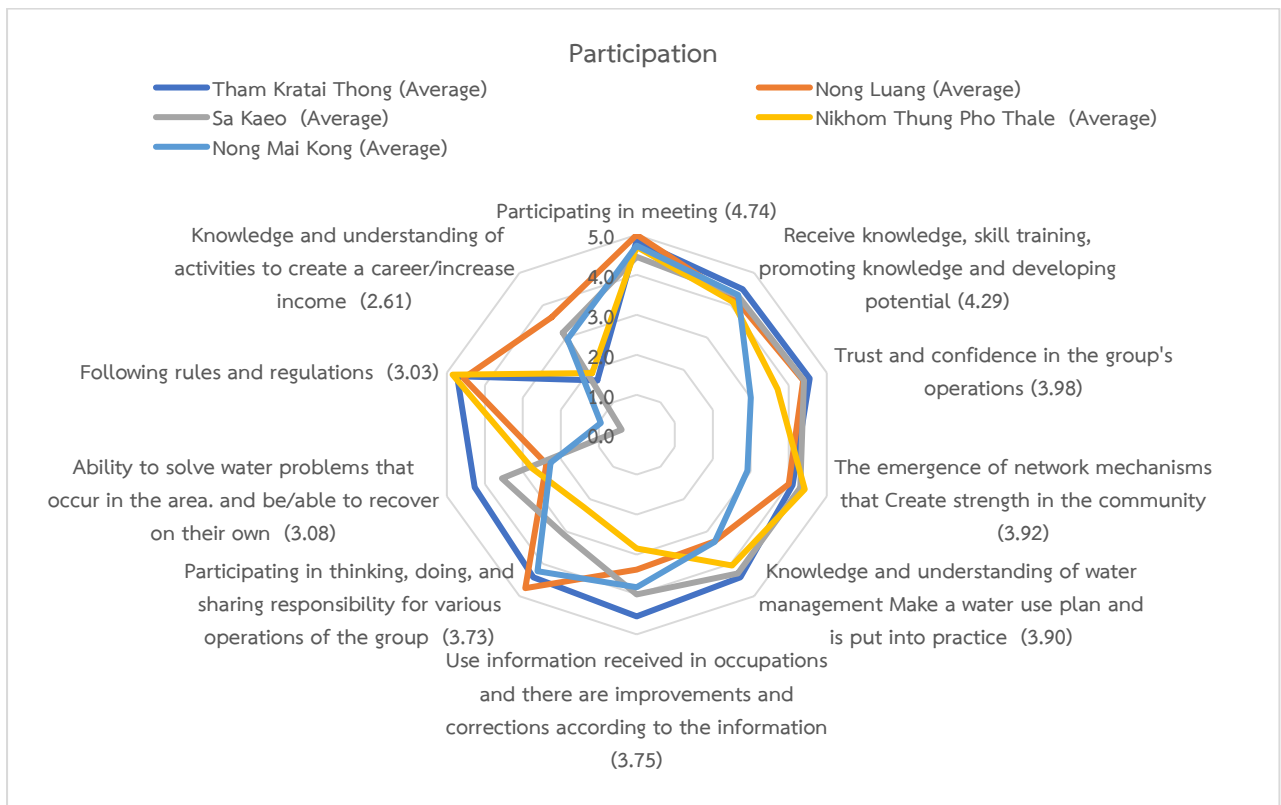 Participation
Tham Kratai Thong (Average)
Nong Luang (Average)
Sa Kaeo (Average)
Nikhom Thung Pho Thale (Average)
Nong Mai Kong (Average)
Participating in meeting (4.74)
Receive knowledge, skill training,
promoting knowledge and developing
potential (4.29)
Trust and confidence in the group's
operations (3.98)
The emergence of network mechanisms
that Create strength in the community
(3.92)
Knowledge and understanding of water
management Make a water use plan and
is put into practice (3.90)
Use information received in occupations
and there are improvements and
corrections according to the information
(3.75)
Participating in thinking, doing, and
sharing responsibility for various
operations of the group (3.73)
Ability to solve water problems that
occur in the area. and be/able to recover
on their own (3.08)
Following rules and regulations (3.03)
Knowledge and understanding of
activities to create a career/increase
income (2.61)
5.0
4.0
3.0
2.0
1.0
0.0